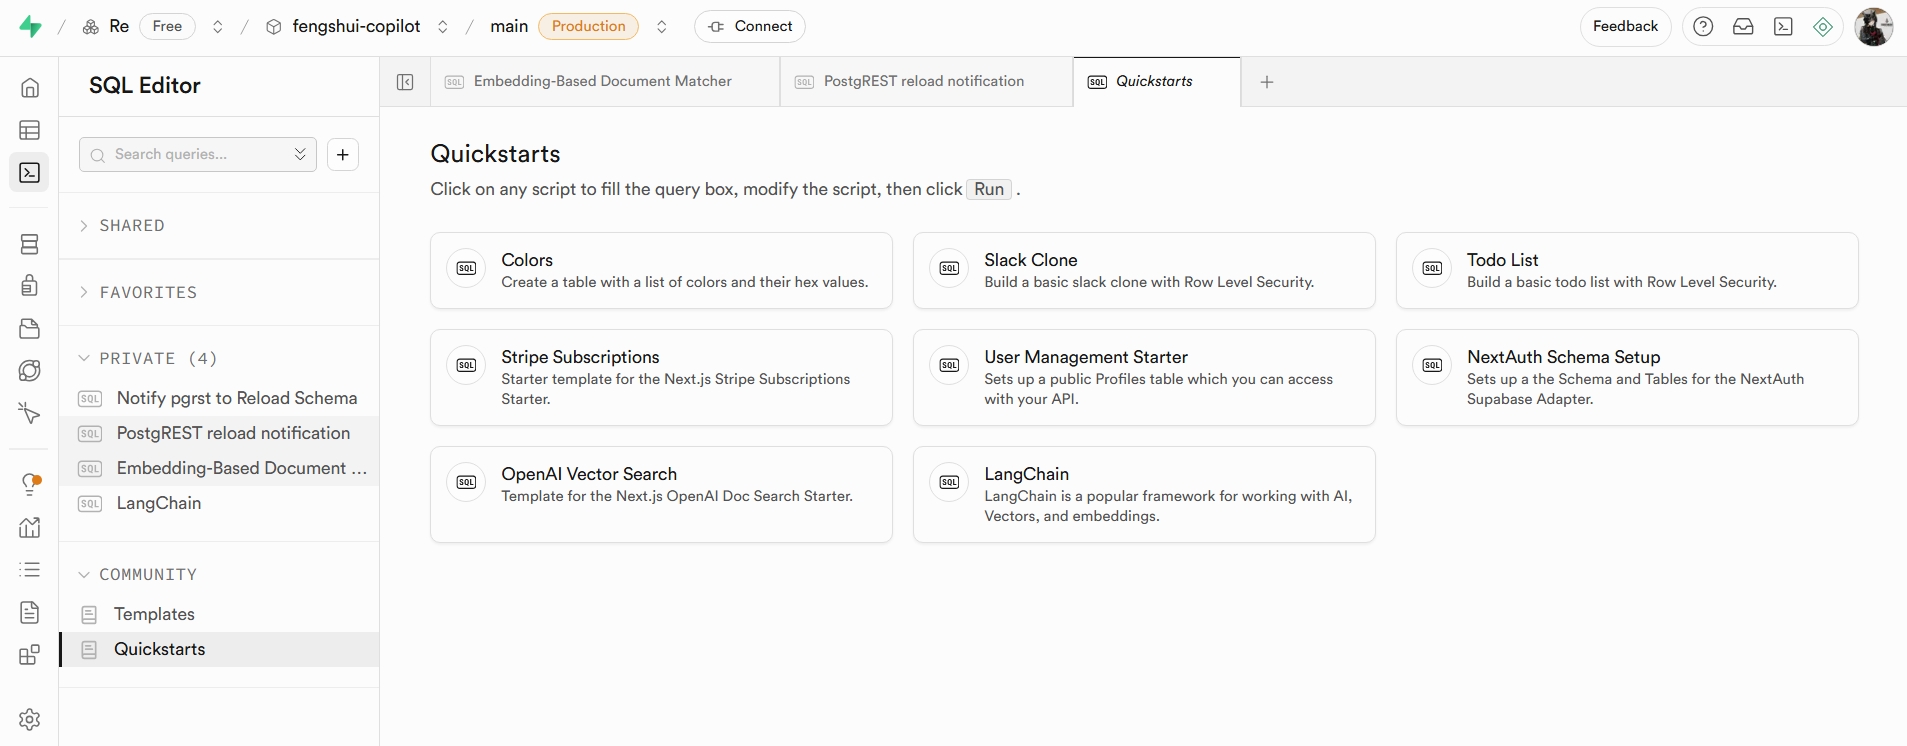 Re Free fengshui-copilot main Production Connect Feedback
SQL Editor
Search queries...
SHARED
FAVORITES
PRIVATE (4)
SQL Notify pgrst to Reload Schema
SQL PostgREST reload notification
SQL Embedding-Based Document ...
SQL LangChain
COMMUNITY
Templates
Quickstarts
SQL Embedding-Based Document Matcher
SQL PostgREST reload notification
SQL Quickstarts
Quickstarts
Click on any script to fill the query box, modify the script, then click Run .
SQL Colors
Create a table with a list of colors and their hex values.
SQL Slack Clone
Build a basic slack clone with Row Level Security.
SQL Todo List
Build a basic todo list with Row Level Security.
SQL Stripe Subscriptions
Starter template for the Next.js Stripe Subscriptions
Starter.
SQL User Management Starter
Sets up a public Profiles table which you can access
with your API.
SQL NextAuth Schema Setup
Sets up a the Schema and Tables for the NextAuth
Supabase Adapter.
SQL OpenAI Vector Search
Template for the Next.js OpenAI Doc Search Starter.
SQL LangChain
LangChain is a popular framework for working with AI,
Vectors, and embeddings.